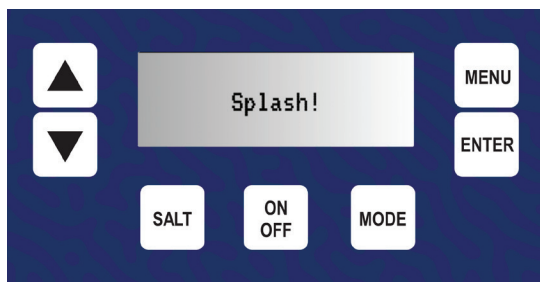 Splash!
MENU
ENTER
SALT
ON
OFF
MODE